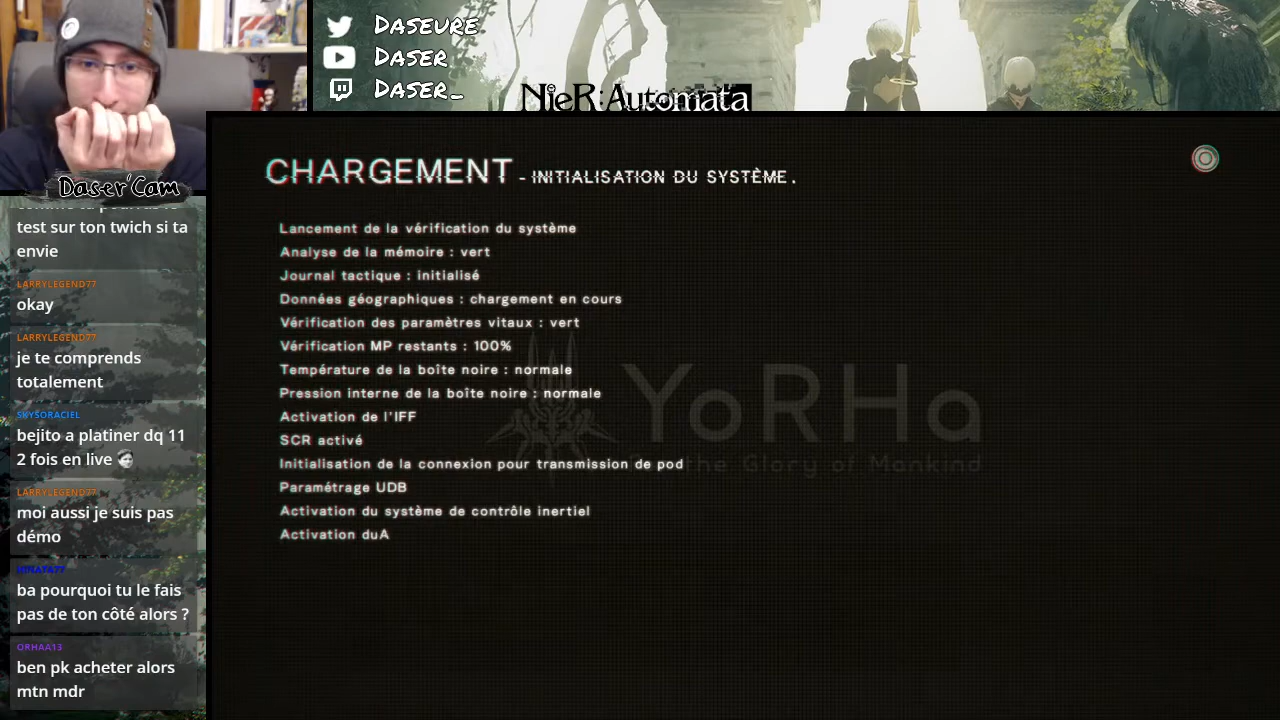 Daseure
Daser
Daser_
NieR:Automata
Daser'Cam
test sur ton twich si ta
envie
LARRYLEGEND77
okay
LARRYLEGEND77
je te comprends
totalement
SKYSORACIEL
bejito a platiner dq 11
2 fois en live
LARRYLEGEND77
moi aussi je suis pas
démo
HINATA77
ba pourquoi tu le fais
pas de ton côté alors ?
ORHAA13
ben pk acheter alors
mtn mdr
CHARGEMENT - INITIALISATION DU SYSTÈME.
Lancement de la vérification du système
Analyse de la mémoire : vert
Journal tactique : initialisé
Données géographiques : chargement en cours
Vérification des paramètres vitaux : vert
Vérification MP restants : 100%
Température de la boîte noire : normale
Pression interne de la boîte noire : normale
Activation de l'IFF
SCR activé
Initialisation de la connexion pour transmission de pod
Paramétrage UDB
Activation du système de contrôle inertiel
Activation duA
YoRHa
the Glory of Mankind